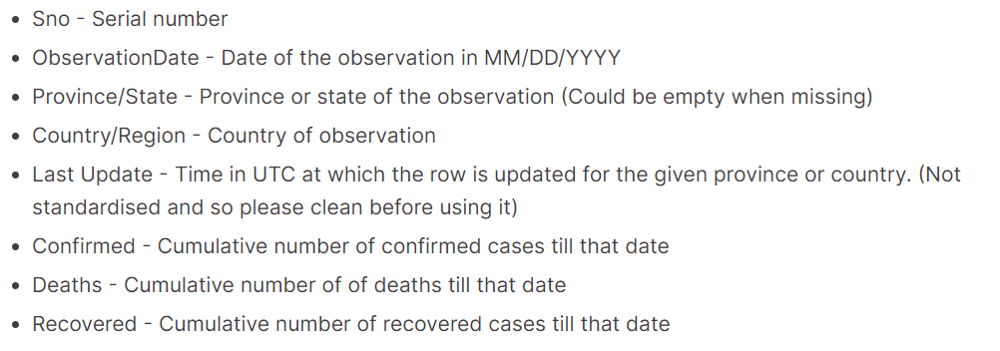 • Sno - Serial number
• ObservationDate - Date of the observation in MM/DD/YYYY
• Province/State - Province or state of the observation (Could be empty when missing)
• Country/Region - Country of observation
• Last Update - Time in UTC at which the row is updated for the given province or country. (Not
standardised and so please clean before using it)
• Confirmed - Cumulative number of confirmed cases till that date
• Deaths - Cumulative number of of deaths till that date
• Recovered - Cumulative number of recovered cases till that date